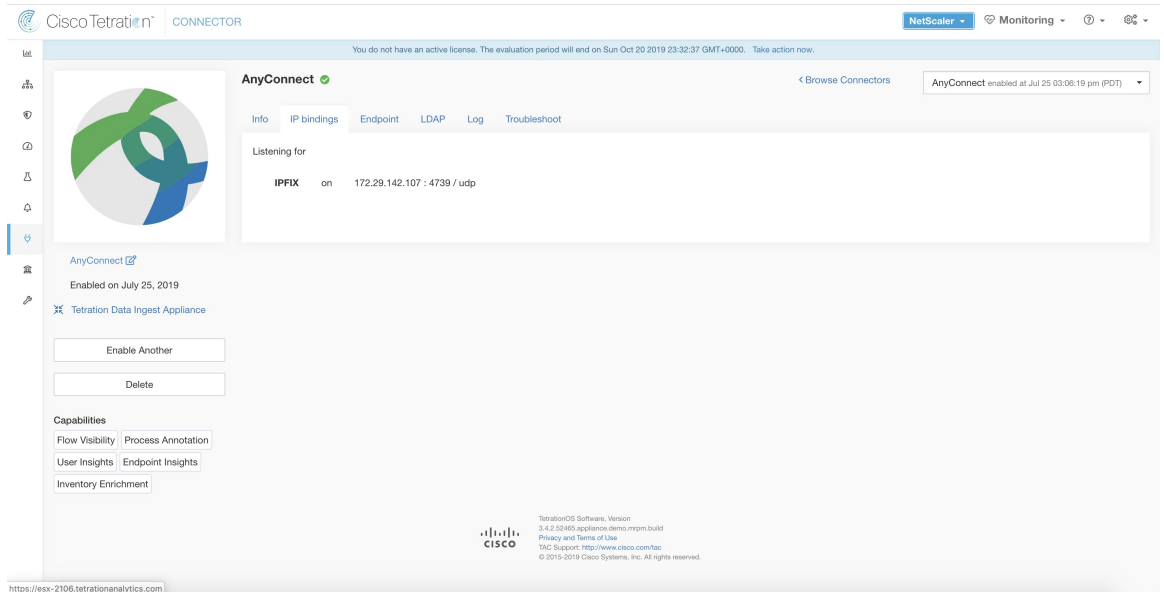 Cisco Tetration™ CONNECTOR
NetScaler Monitoring
You do not have an active license. The evaluation period will end on Sun Oct 20 2019 23:32:37 GMT+0000. Take action now.
AnyConnect
Browse Connectors
AnyConnect enabled at Jul 25 03:06:19 pm (PDT)
Info IP bindings Endpoint LDAP Log Troubleshoot
Listening for
IPFIX on 172.29.142.107 : 4739 / udp
AnyConnect
Enabled on July 25, 2019
Tetration Data Ingest Appliance
Enable Another
Delete
Capabilities
Flow Visibility Process Annotation
User Insights Endpoint Insights
Inventory Enrichment
CISCO
TetrationOS Software, Version
3.4.2.52465.appliance.demo.mrpm.build
Privacy and Terms of Use
TAC Support: http://www.cisco.com/tac
© 2015-2019 Cisco Systems, Inc. All rights reserved.
https://esx-2106.tetrationanalytics.com